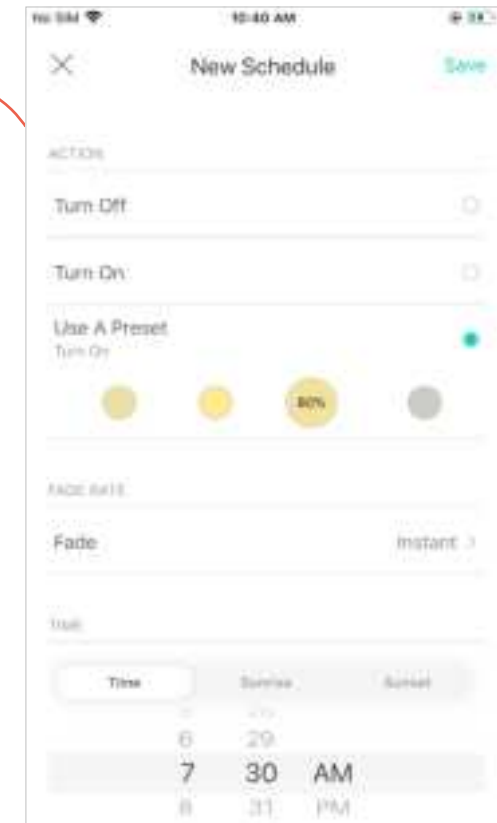 No SIM 10:40 AM
New Schedule Save
ACTION
Turn Off
Turn On
Use A Preset
Turn On
80%
FADE RATE
Fade Instant
TIME
Time Sunrise Sunset
6 29
7 30 AM
8 31 PM